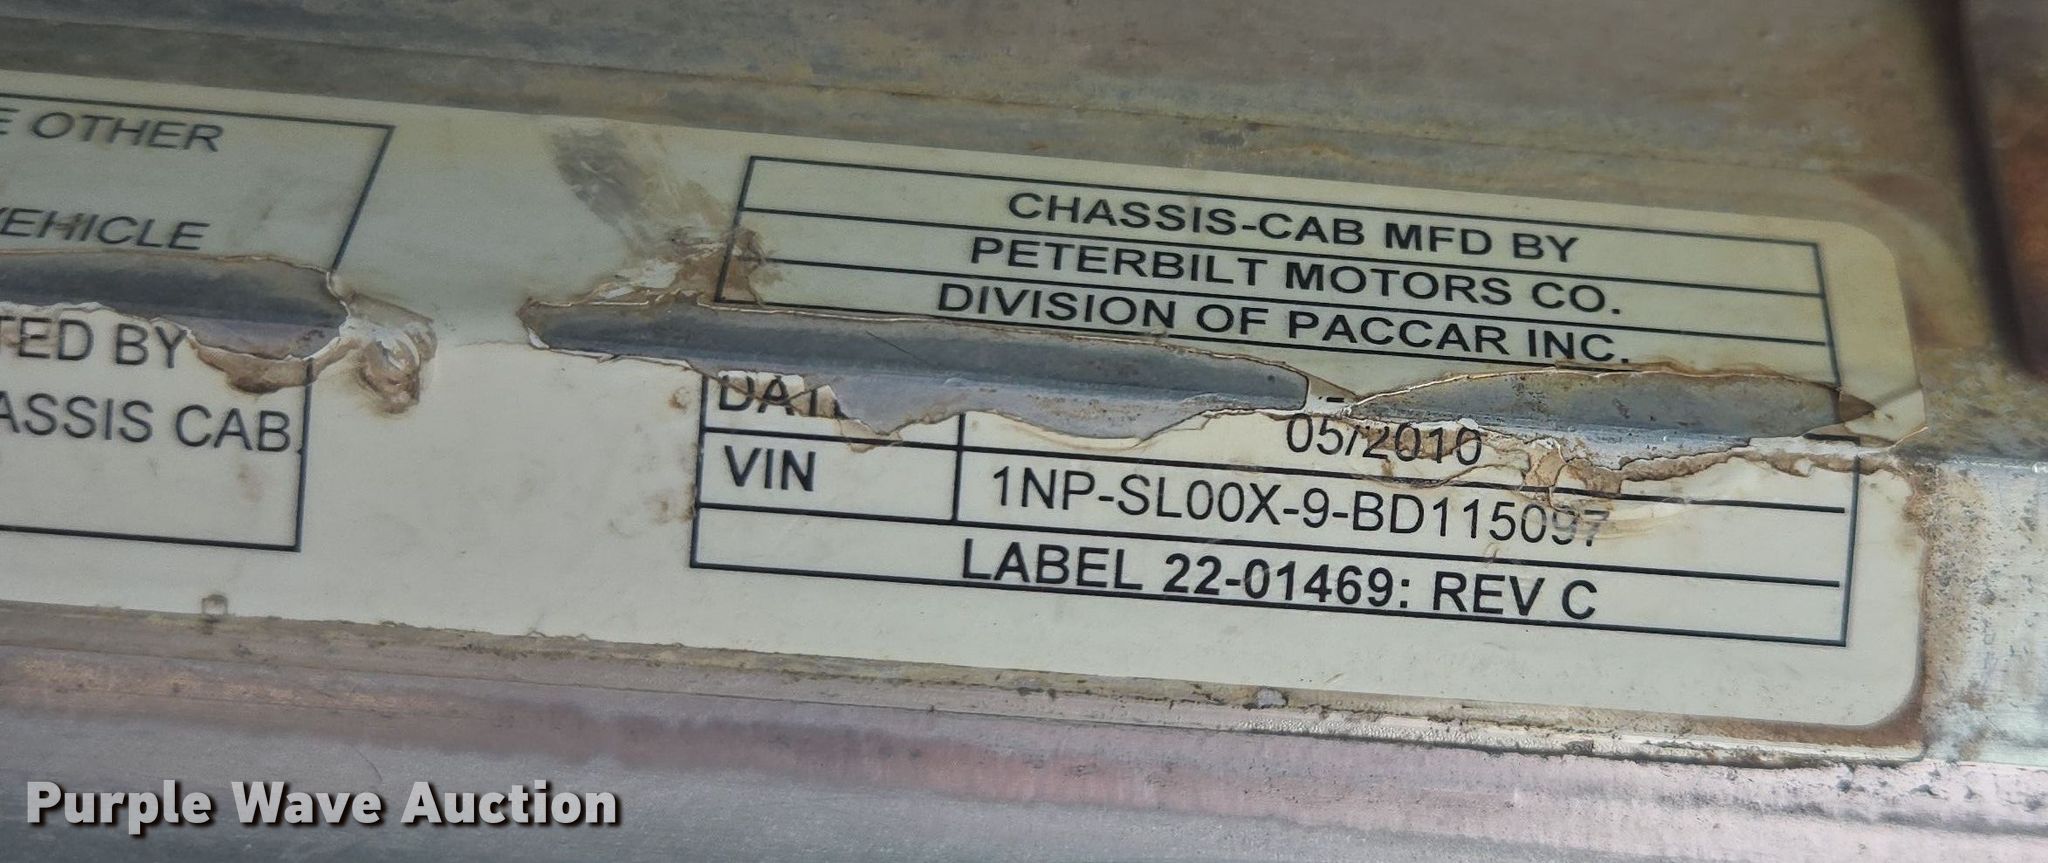 E OTHER
VEHICLE
TED BY
ASSIS CAB.
CHASSIS-CAB MFD BY
PETERBILT MOTORS CO.
DIVISION OF PACCAR INC.
DATE
05/2010
VIN
1NP-SL00X-9-BD115097
LABEL 22-01469: REV C
Purple Wave Auction